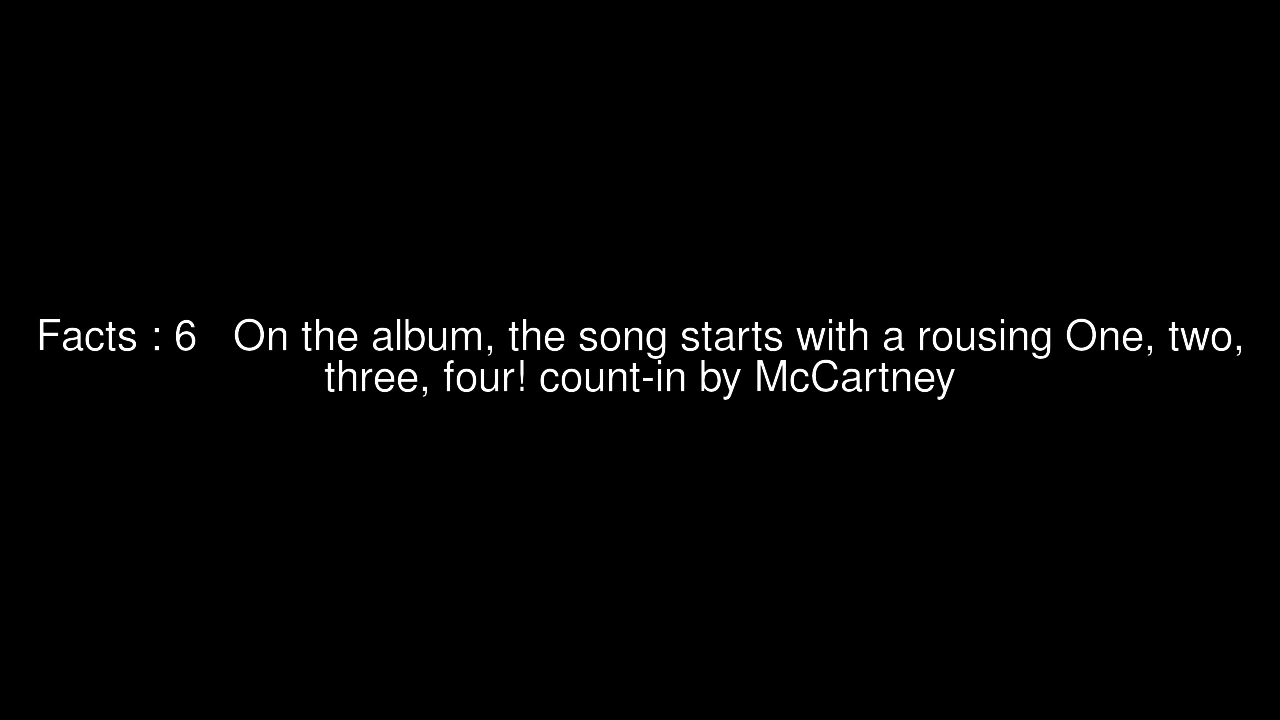 Facts : 6   On the album, the song starts with a rousing One, two,
three, four! count-in by McCartney